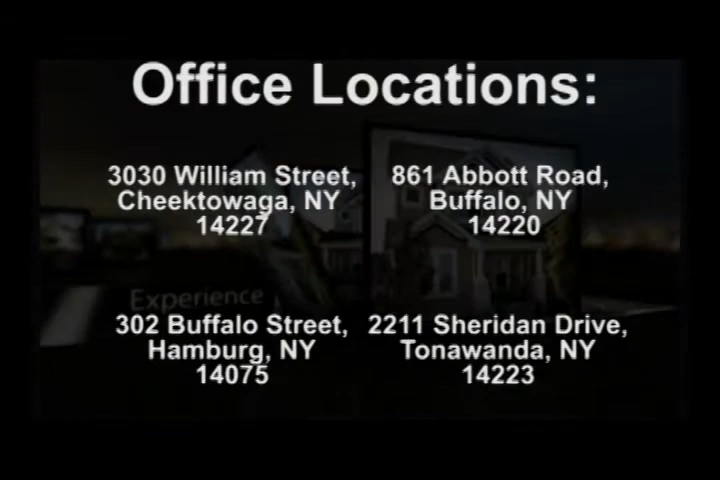 Office Locations:
3030 William Street,
Cheektowaga, NY
14227
861 Abbott Road,
Buffalo, NY
14220
Experience
302 Buffalo Street,
Hamburg, NY
14075
2211 Sheridan Drive,
Tonawanda, NY
14223